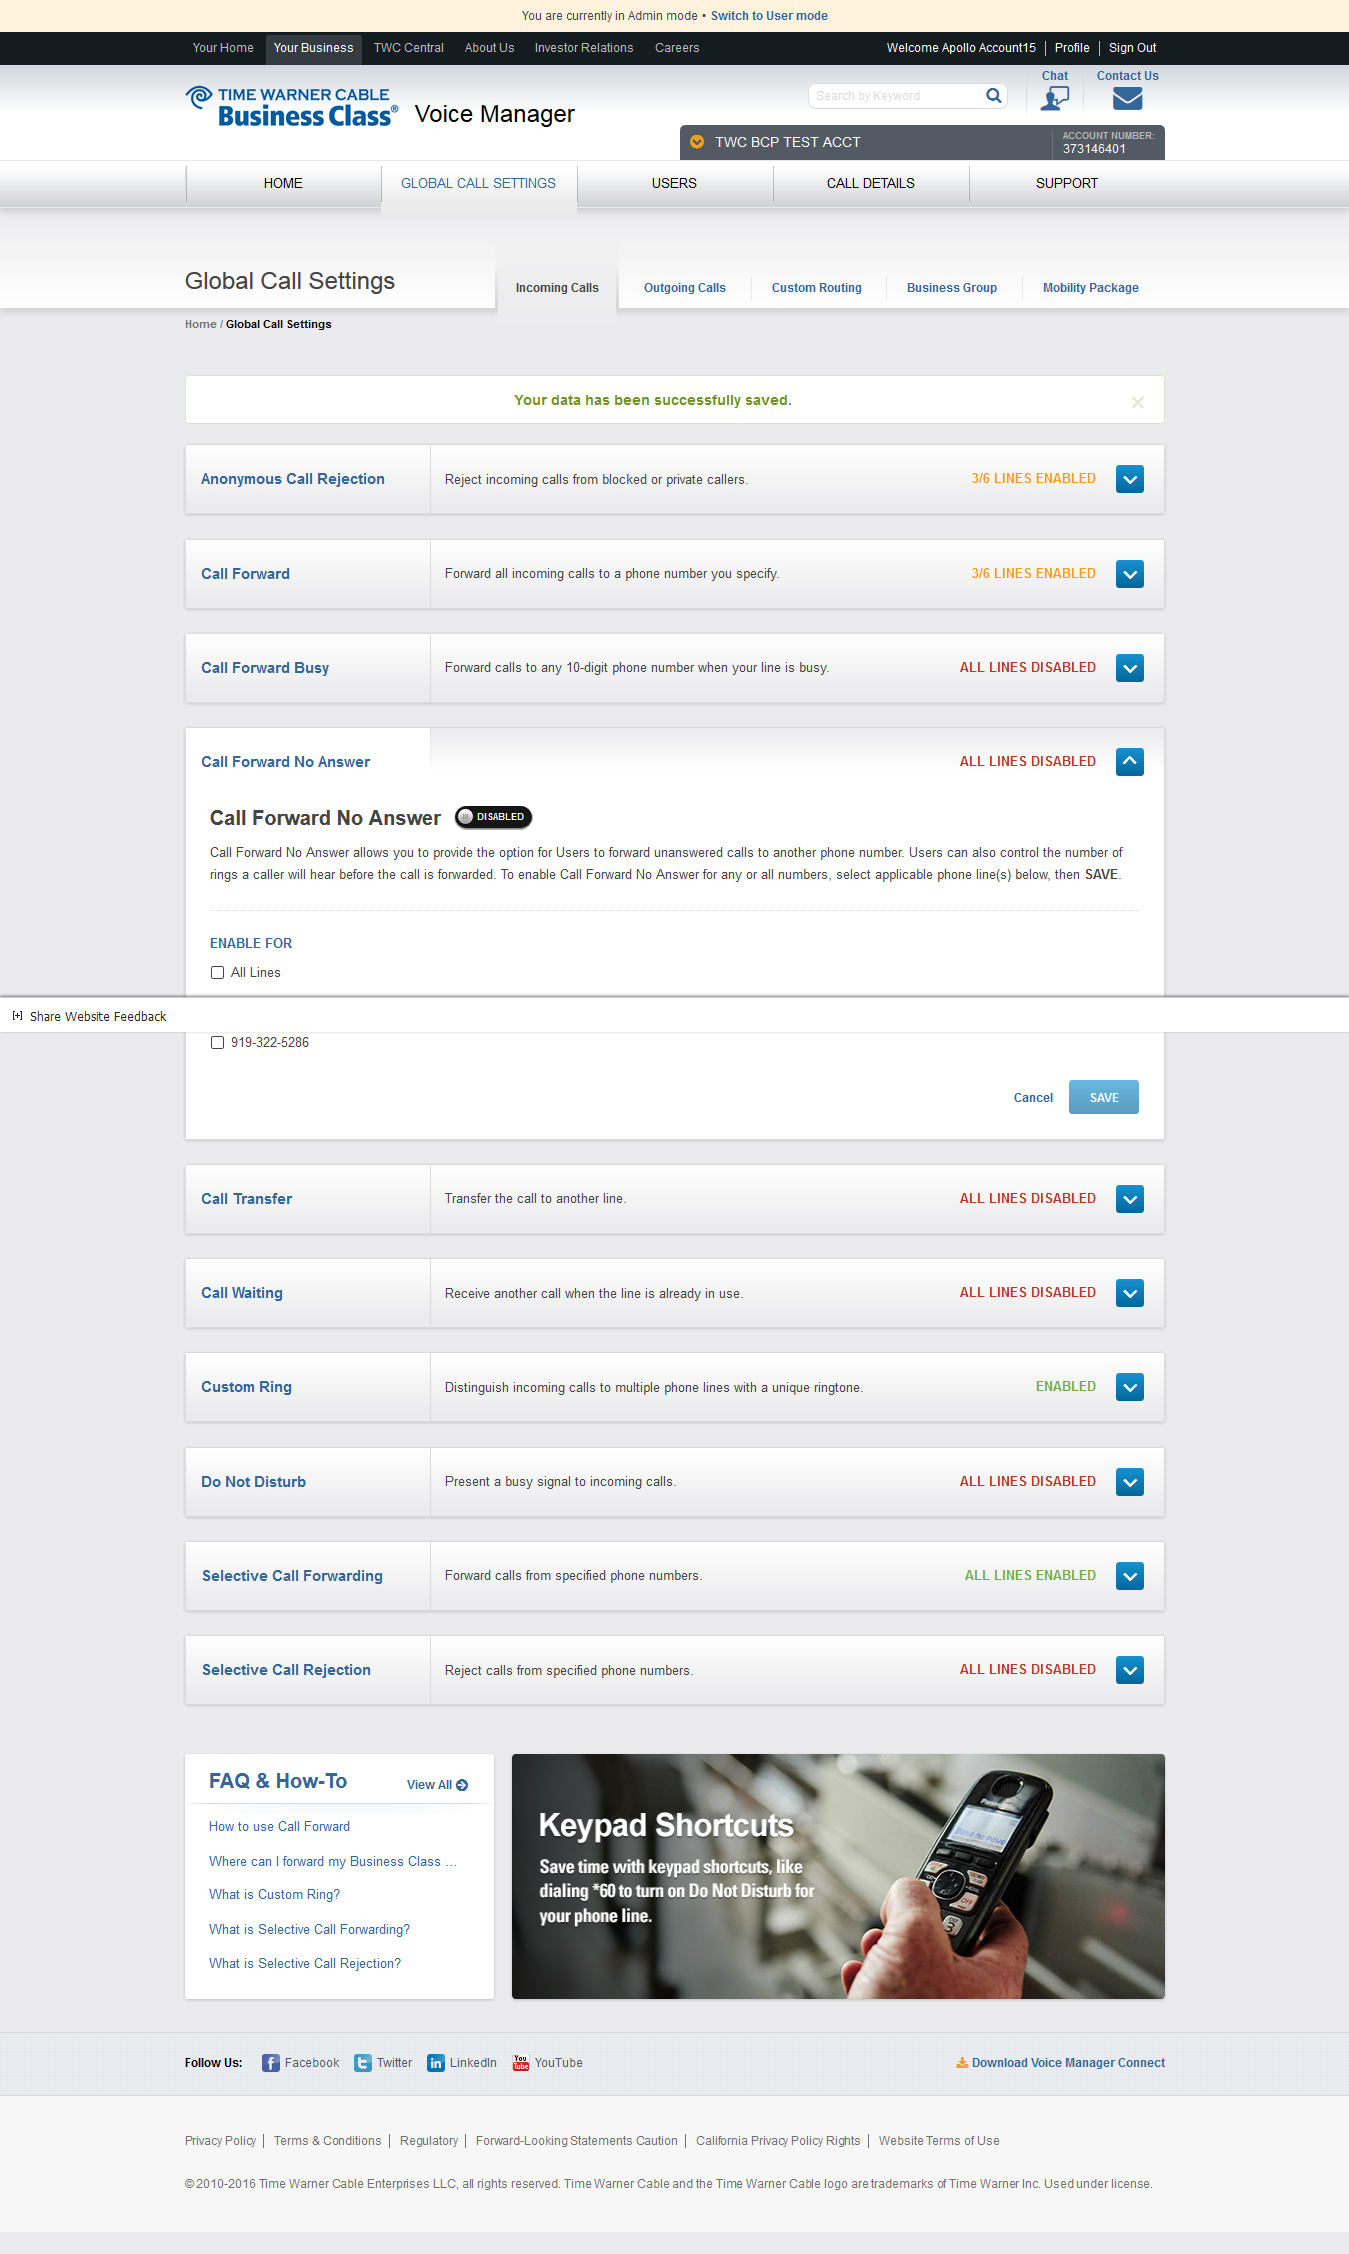 You are currently in Admin mode • Switch to User mode
Your Home Your Business TWC Central About Us Investor Relations Careers Welcome Apollo Account15 Profile Sign Out
TIME WARNER CABLE
Business Class®
Voice Manager
Search by Keyword
Chat
Contact Us
TWC BCP TEST ACCT
ACCOUNT NUMBER:
373146401
HOME GLOBAL CALL SETTINGS USERS CALL DETAILS SUPPORT
Global Call Settings
Incoming Calls Outgoing Calls Custom Routing Business Group Mobility Package
Home / Global Call Settings
Your data has been successfully saved.
Anonymous Call Rejection Reject incoming calls from blocked or private callers. 3/6 LINES ENABLED
Call Forward Forward all incoming calls to a phone number you specify. 3/6 LINES ENABLED
Call Forward Busy Forward calls to any 10-digit phone number when your line is busy. ALL LINES DISABLED
Call Forward No Answer ALL LINES DISABLED
Call Forward No Answer DISABLED
Call Forward No Answer allows you to provide the option for Users to forward unanswered calls to another phone number. Users can also control the number of
rings a caller will hear before the call is forwarded. To enable Call Forward No Answer for any or all numbers, select applicable phone line(s) below, then SAVE.
ENABLE FOR
All Lines
[+] Share Website Feedback
919-322-5286
Cancel SAVE
Call Transfer Transfer the call to another line. ALL LINES DISABLED
Call Waiting Receive another call when the line is already in use. ALL LINES DISABLED
Custom Ring Distinguish incoming calls to multiple phone lines with a unique ringtone. ENABLED
Do Not Disturb Present a busy signal to incoming calls. ALL LINES DISABLED
Selective Call Forwarding Forward calls from specified phone numbers. ALL LINES ENABLED
Selective Call Rejection Reject calls from specified phone numbers. ALL LINES DISABLED
FAQ & How-To View All
How to use Call Forward
Where can I forward my Business Class ...
What is Custom Ring?
What is Selective Call Forwarding?
What is Selective Call Rejection?
Keypad Shortcuts
Save time with keypad shortcuts, like
dialing *60 to turn on Do Not Disturb for
your phone line.
Follow Us: Facebook Twitter LinkedIn YouTube Download Voice Manager Connect
Privacy Policy Terms & Conditions Regulatory Forward-Looking Statements Caution California Privacy Policy Rights Website Terms of Use
© 2010-2016 Time Warner Cable Enterprises LLC, all rights reserved. Time Warner Cable and the Time Warner Cable logo are trademarks of Time Warner Inc. Used under license.